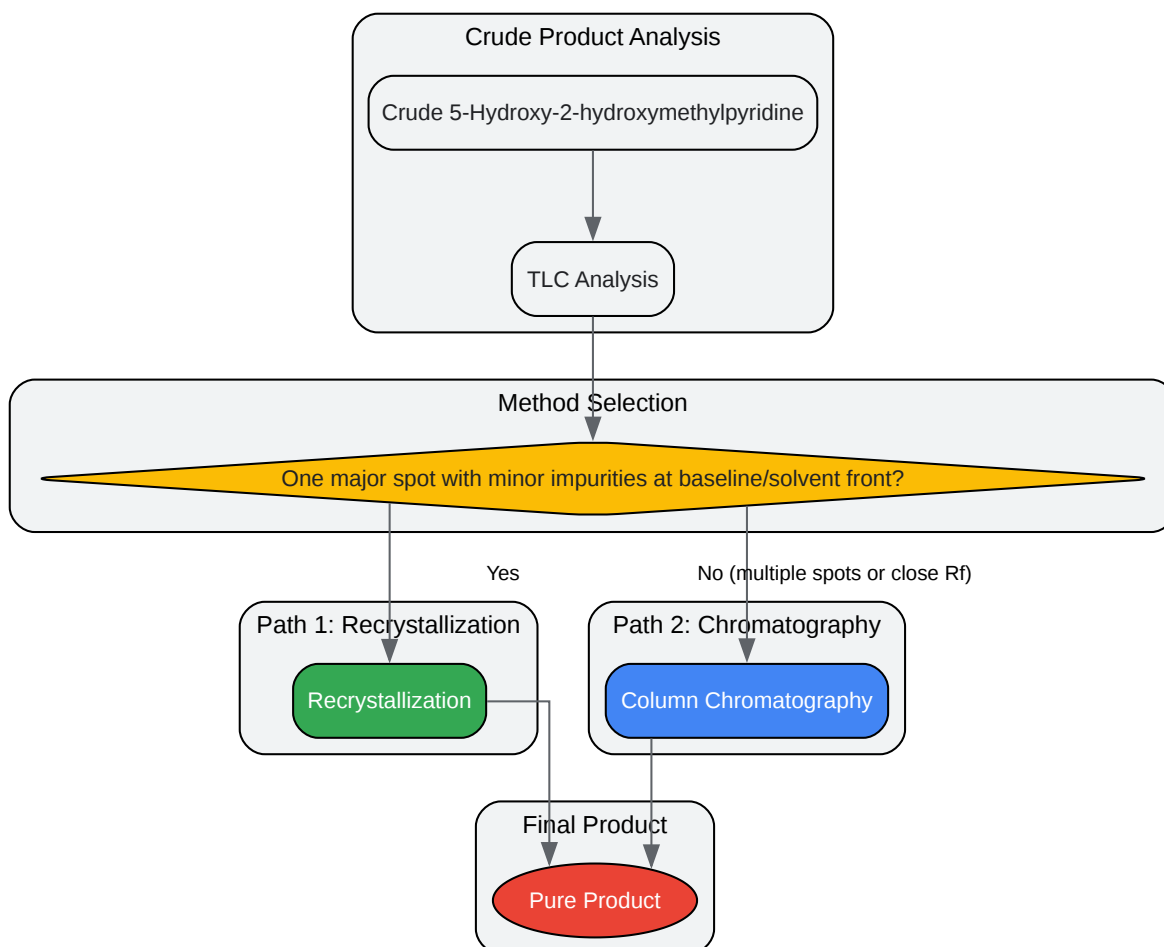 Crude Product Analysis
Crude 5-Hydroxy-2-hydroxymethylpyridine
TLC Analysis
Method Selection
One major spot with minor impurities at baseline/solvent front?
Yes
No (multiple spots or close Rf)
Path 1: Recrystallization
Path 2: Chromatography
Recrystallization
Column Chromatography
Final Product
Pure Product